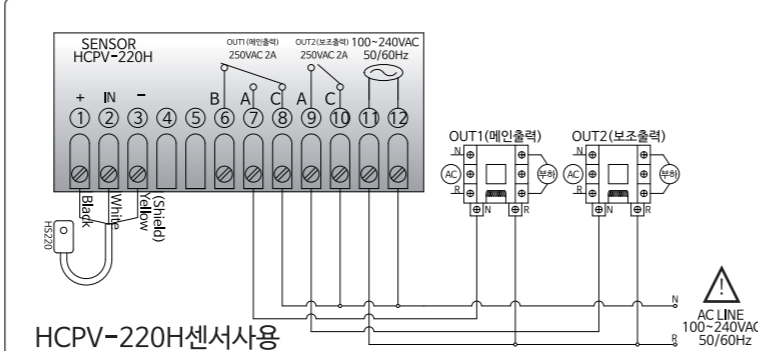 SENSOR
HCPV-220H
OUT1(메인출력)
250VAC 2A
OUT2(보조출력)
250VAC 2A
100~240VAC
50/60Hz
+ IN − B A C A C
① ② ③ ④ ⑤ ⑥ ⑦ ⑧ ⑨ ⑩ ⑪ ⑫
Black
White
Yellow
(Shield)
HS220
OUT1(메인출력)
N
AC
R
부하
N R
OUT2(보조출력)
N
AC
R
부하
N R
N
R
AC LINE
100~240VAC
50/60Hz
HCPV-220H센서사용